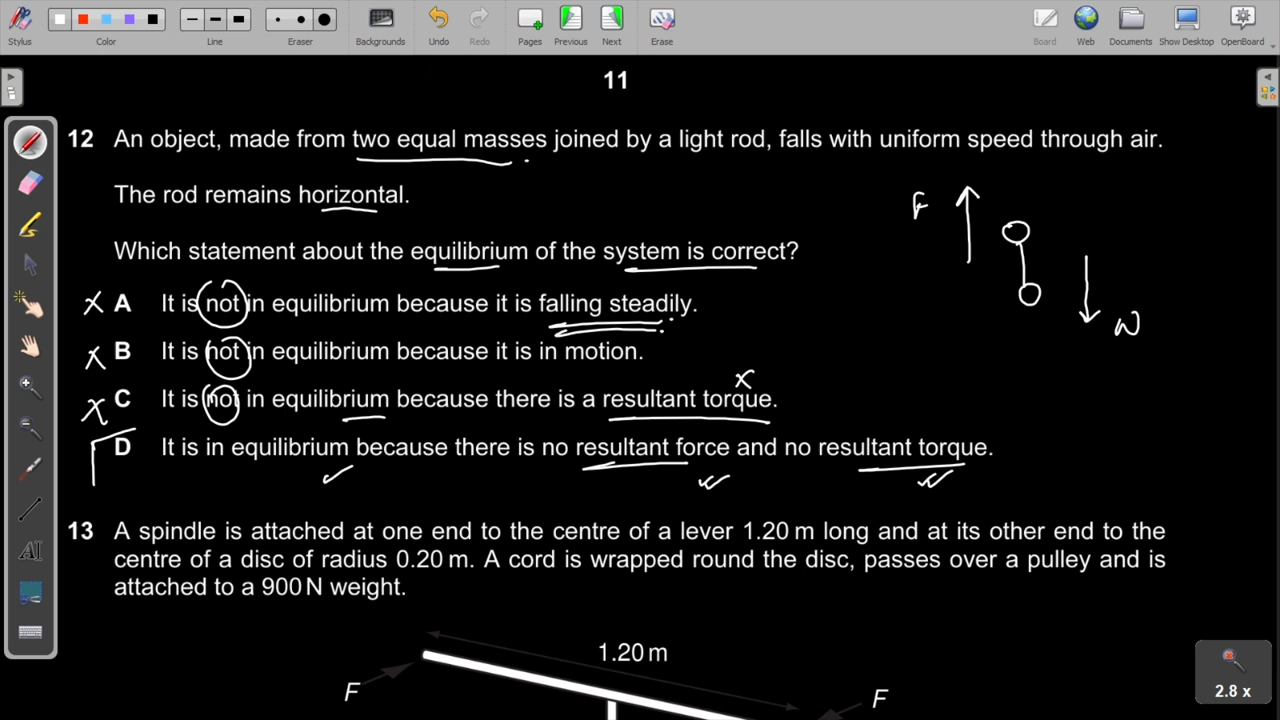 Stylus
Color
Line
Eraser
Backgrounds
Undo
Redo
Pages
Previous
Next
Erase
Board
Web
Documents
Show Desktop
OpenBoard
11
12 An object, made from two equal masses joined by a light rod, falls with uniform speed through air.
The rod remains horizontal.
Which statement about the equilibrium of the system is correct?
x A It is not in equilibrium because it is falling steadily.
x B It is not in equilibrium because it is in motion.
x C It is not in equilibrium because there is a resultant torque.
x
D It is in equilibrium because there is no resultant force and no resultant torque.
F
W
13 A spindle is attached at one end to the centre of a lever 1.20 m long and at its other end to the
centre of a disc of radius 0.20 m. A cord is wrapped round the disc, passes over a pulley and is
attached to a 900 N weight.
1.20 m
F
F
AI
2.8 x